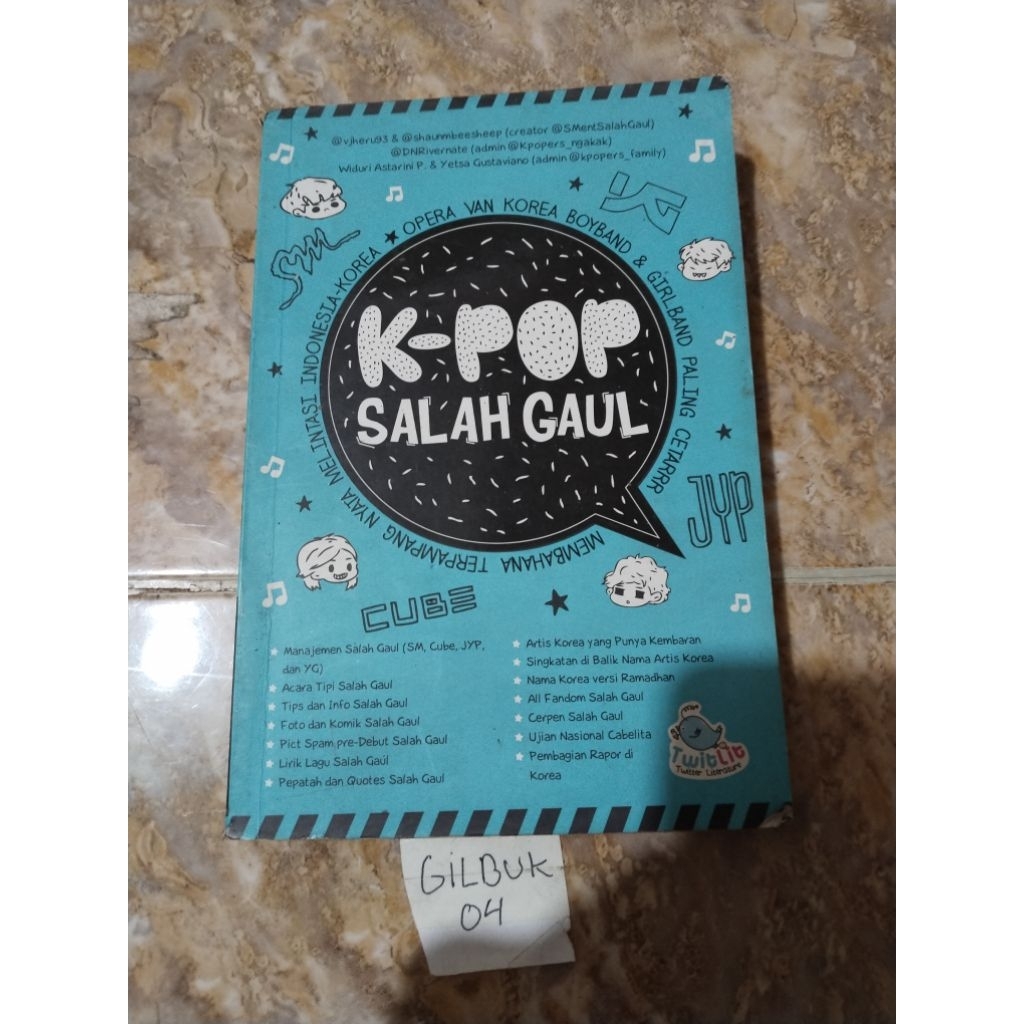 @vjheru93 & @shaunmbeesheep (creator @SMentSalahGaul)
@DNRivernate (admin @Kpopers_ngakak)
Widuri Astarini P. & Yetsa Gustaviano (admin @kpopers_family)
YG
SM
OPERA VAN KOREA BOYBAND & GIRLBAND PALING CETARRR
MEMBAHANA TERPAMPANG NYATA MELINTASI INDONESIA-KOREA
K-POP
SALAH GAUL
JYP
CUBE
Manajemen Salah Gaul (SM, Cube, JYP,
dan YG)
Acara Tipi Salah Gaul
Tips dan Info Salah Gaul
Foto dan Komik Salah Gaul
Pict Spam pre-Debut Salah Gaul
Lirik Lagu Salah Gaul
Pepatah dan Quotes Salah Gaul
Artis Korea yang Punya Kembaran
Singkatan di Balik Nama Artis Korea
Nama Korea versi Ramadhan
All Fandom Salah Gaul
Cerpen Salah Gaul
Ujian Nasional Cabelita
Pembagian Rapor di
Korea
TwitLit
Twitter Literature
GILBUK
04